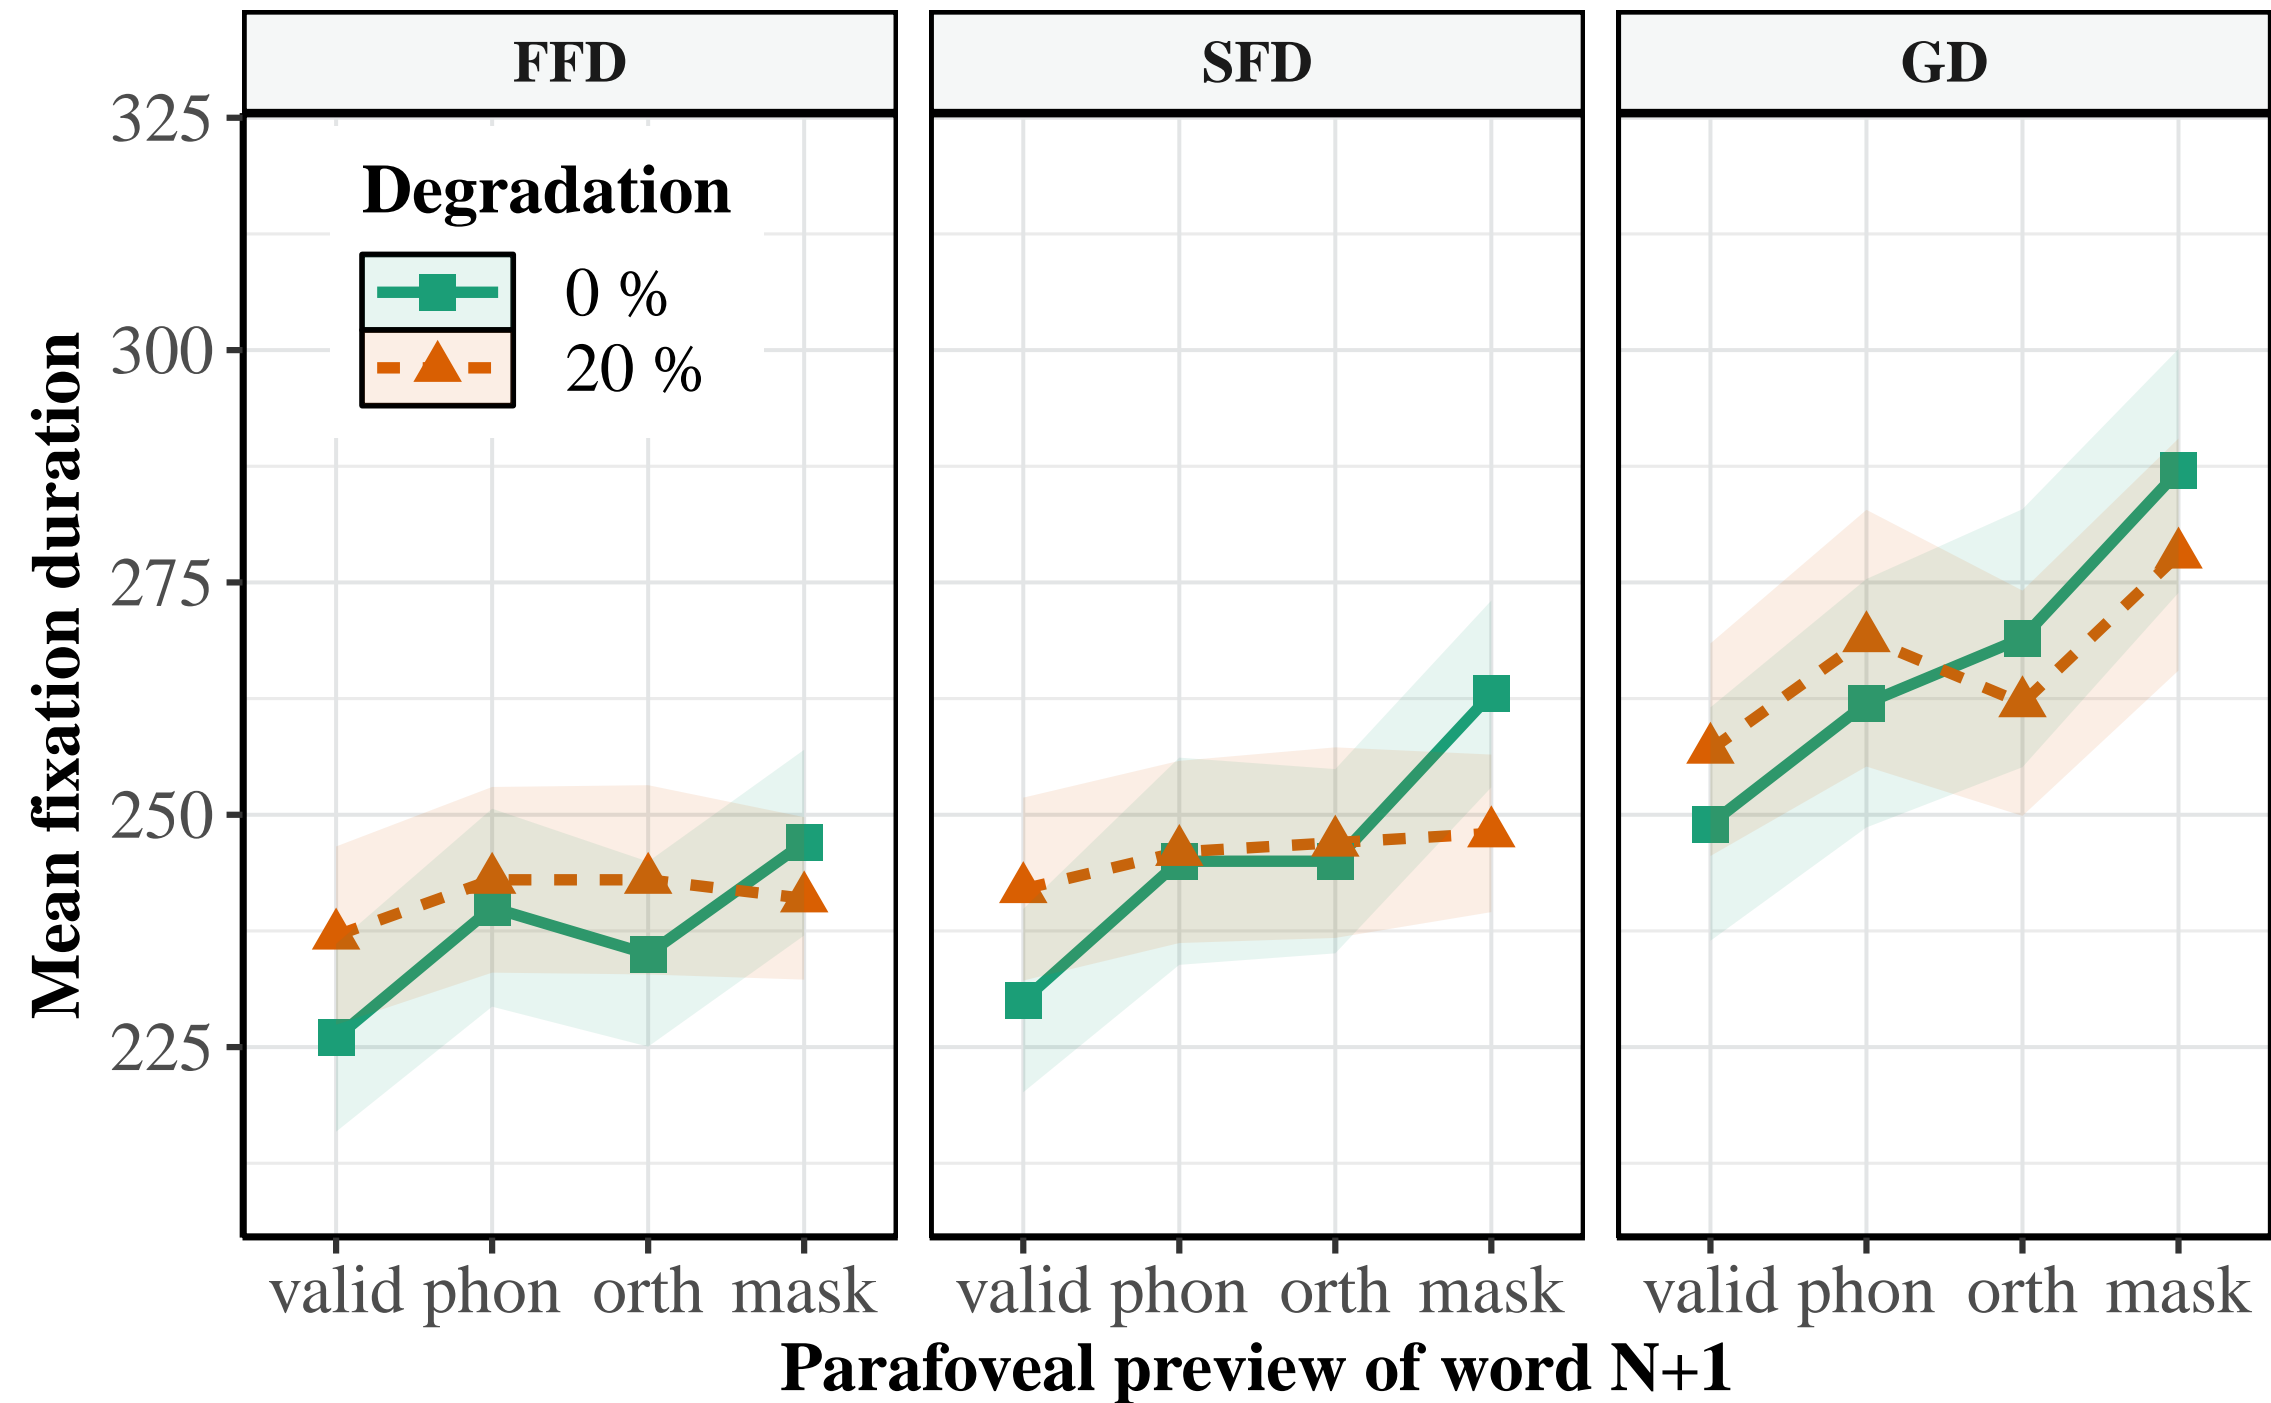 FFD SFD GD
325
300
275
250
225
Mean fixation duration
Degradation
0 %
20 %
valid phon orth mask valid phon orth mask valid phon orth mask
Parafoveal preview of word N+1